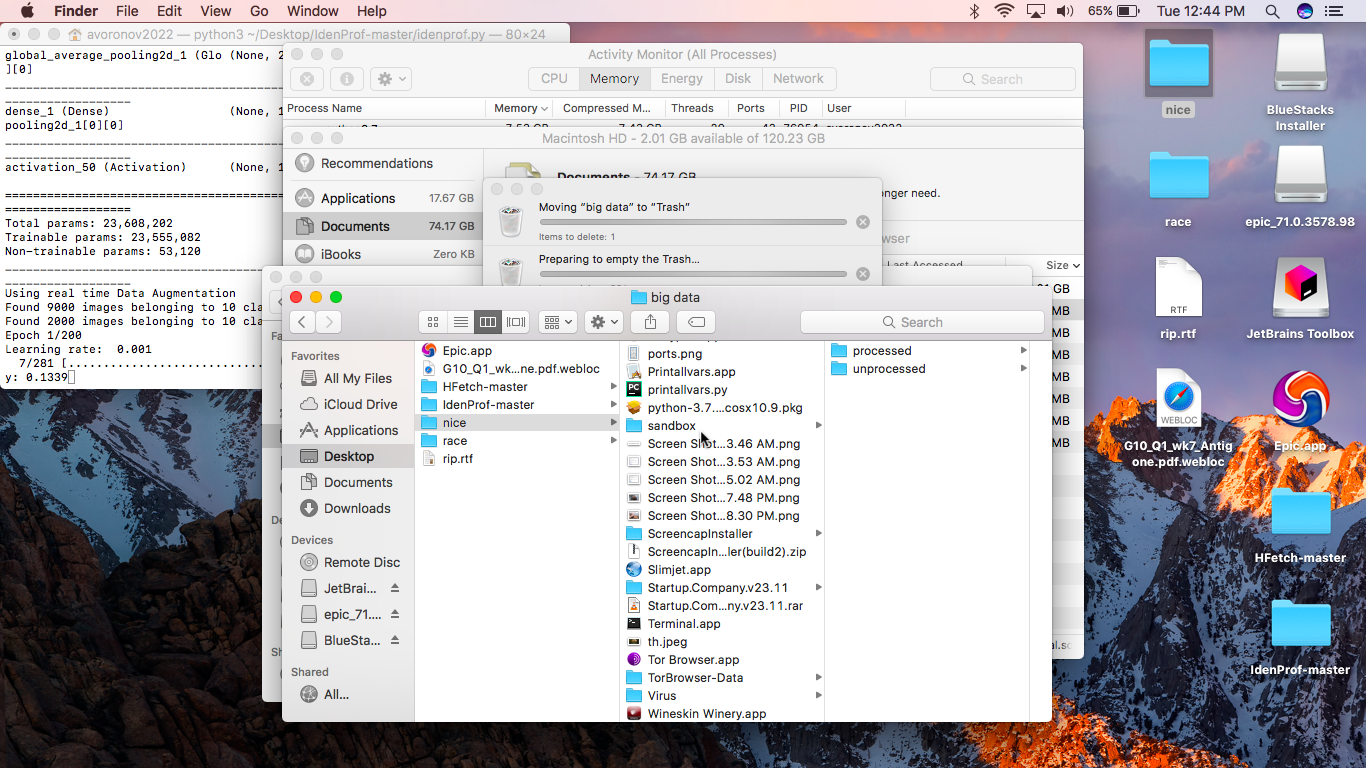 Finder File Edit View Go Window Help 65% Tue 12:44 PM
avoronov2022 — python3 ~/Desktop/IdenProf-master/idenprof.py — 80×24
global_average_pooling2d_1 (Glo (None, 2
][0]
dense_1 (Dense) (None, 1
pooling2d_1[0][0]
activation_50 (Activation) (None, 1
Total params: 23,608,202
Trainable params: 23,555,082
Non-trainable params: 53,120
Using real time Data Augmentation
Found 9000 images belonging to 10 cla
Found 2000 images belonging to 10 cla
Epoch 1/200
Learning rate: 0.001
7/281 [..............................
y: 0.1339
Activity Monitor (All Processes)
CPU Memory Energy Disk Network Search
Process Name Memory Compressed M... Threads Ports PID User
Macintosh HD - 2.01 GB available of 120.23 GB
Recommendations
Applications 17.67 GB
Documents 74.17 GB
iBooks Zero KB
Documents - 74.17 GB
onger need.
wser
Last Accessed Size
GB
MB
MB
MB
MB
MB
MB
MB
Moving “big data” to “Trash”
Items to delete: 1
Preparing to empty the Trash...
big data
Search
Favorites
All My Files
iCloud Drive
Applications
Desktop
Documents
Downloads
Devices
Remote Disc
JetBrai...
epic_71....
BlueSta...
Shared
All...
Epic.app
G10_Q1_wk...ne.pdf.webloc
HFetch-master
IdenProf-master
nice
race
rip.rtf
ports.png
Printallvars.app
printallvars.py
python-3.7....cosx10.9.pkg
sandbox
Screen Shot...3.46 AM.png
Screen Shot...3.53 AM.png
Screen Shot...5.02 AM.png
Screen Shot...7.48 PM.png
Screen Shot...8.30 PM.png
ScreencapInstaller
ScreencapIn...ler(build2).zip
Slimjet.app
Startup.Company.v23.11
Startup.Com...ny.v23.11.rar
Terminal.app
th.jpeg
Tor Browser.app
TorBrowser-Data
Virus
Wineskin Winery.app
processed
unprocessed
nice
BlueStacks
Installer
race
epic_71.0.3578.98
RTF
rip.rtf
JetBrains Toolbox
WEBLOC
G10_Q1_wk7_Antig
one.pdf.webloc
Epic.app
HFetch-master
IdenProf-master